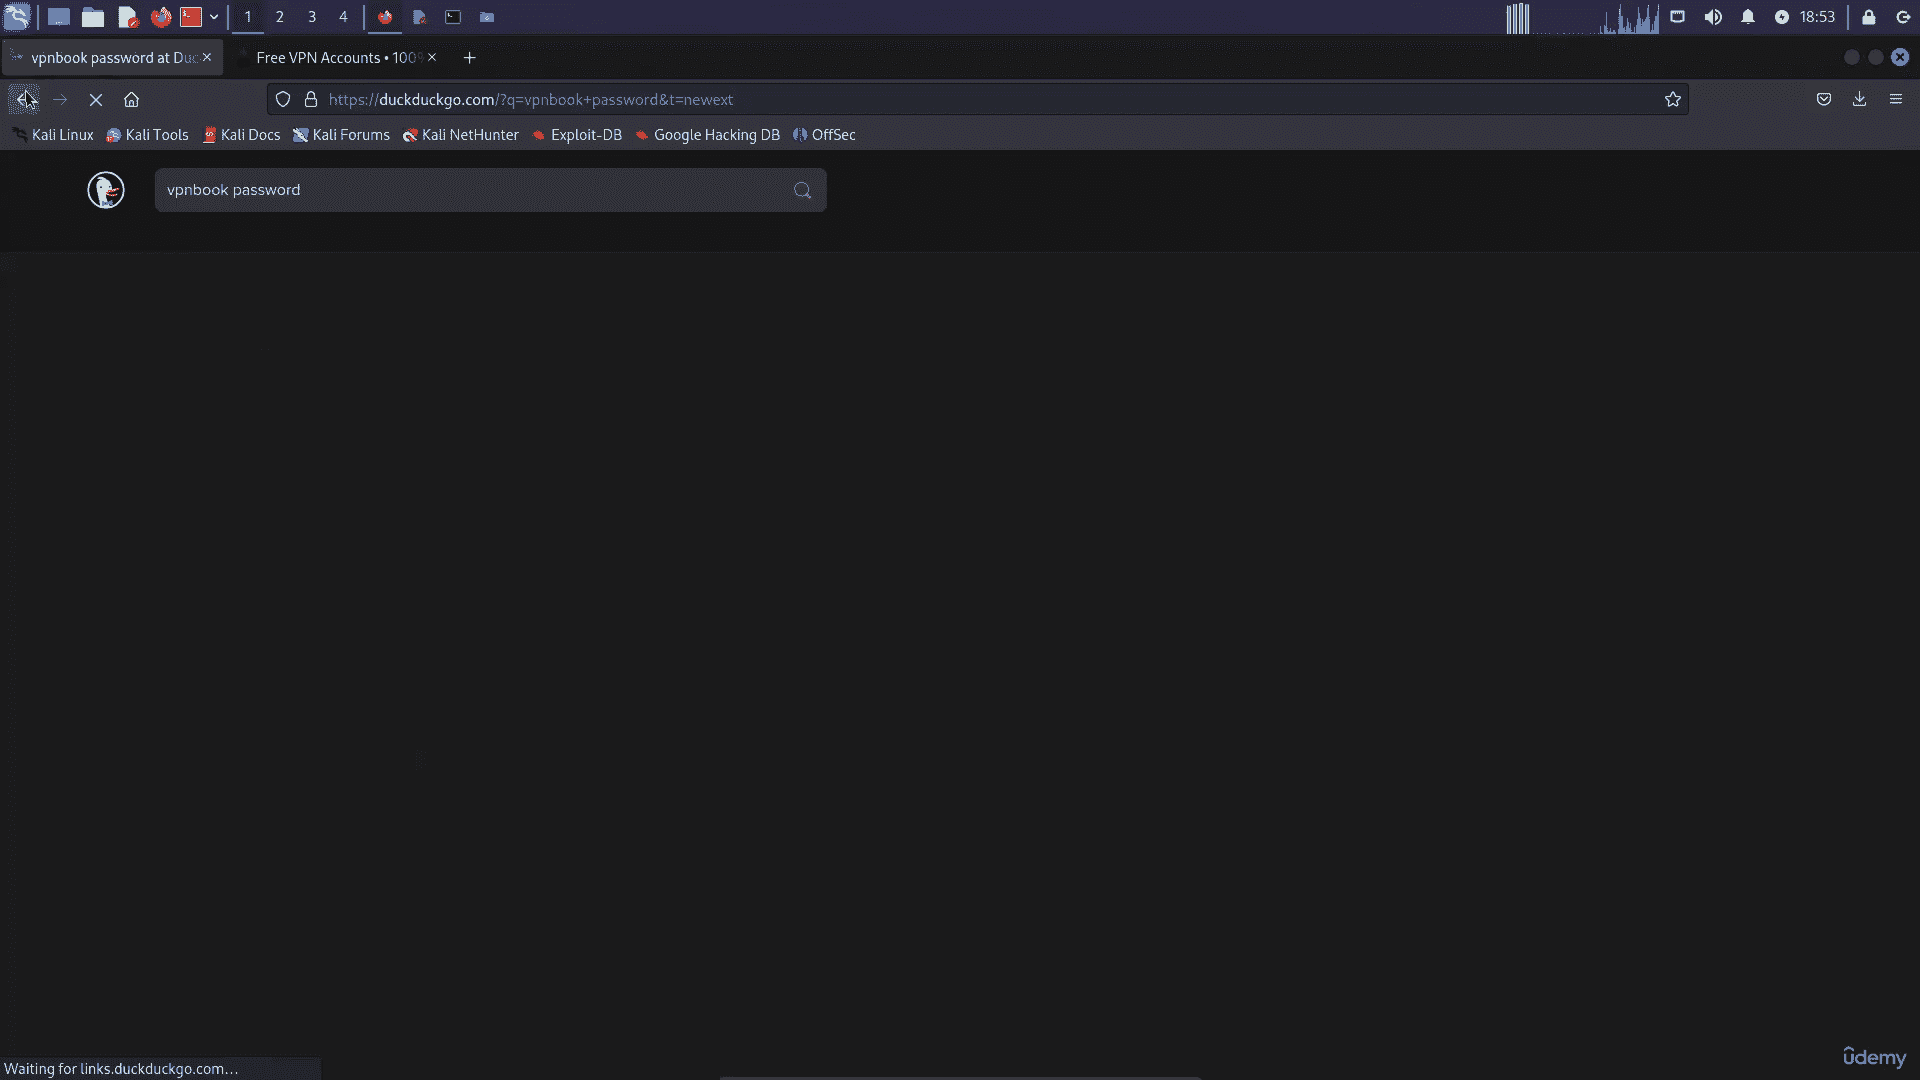 1 2 3 4 18:53
vpnbook password at Duc Free VPN Accounts • 100
https://duckduckgo.com/?q=vpnbook+password&t=newext
Kali Linux Kali Tools Kali Docs Kali Forums Kali NetHunter Exploit-DB Google Hacking DB OffSec
vpnbook password
Waiting for links.duckduckgo.com...
ûdemy